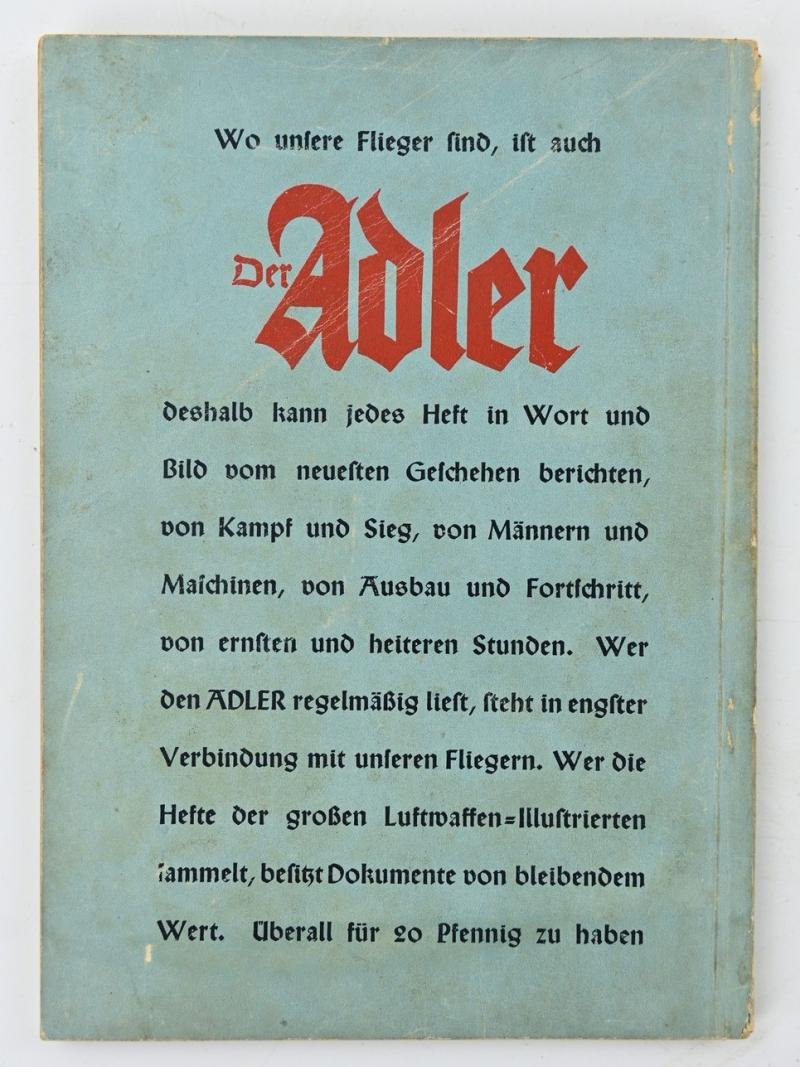 Wo unſere Flieger ſind, iſt auch
Der Adler
deshalb kann jedes Heft in Wort und
Bild vom neueſten Geſchehen berichten,
von Kampf und Sieg, von Männern und
Maſchinen, von Ausbau und Fortſchritt,
von ernſten und heiteren Stunden. Wer
den ADLER regelmäßig lieſt, ſteht in engſter
Verbindung mit unſeren Fliegern. Wer die
Hefte der großen Luftwaffen=Illuſtrierten
ſammelt, beſitzt Dokumente von bleibendem
Wert. Überall für 20 Pfennig zu haben